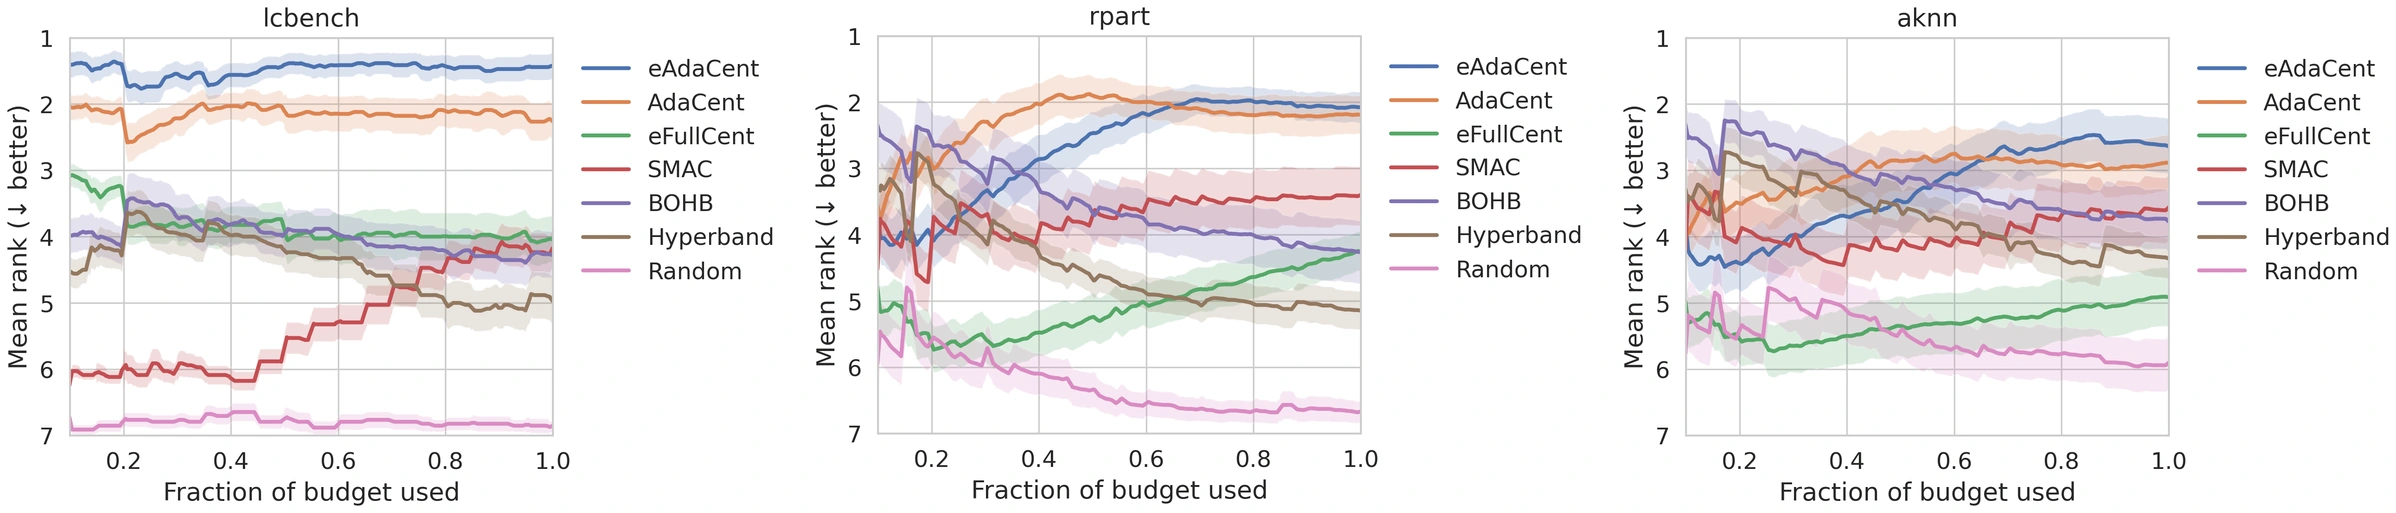 lcbench
Mean rank (↓ better)
1
2
3
4
5
6
7
0.2 0.4 0.6 0.8 1.0
Fraction of budget used
eAdaCent
AdaCent
eFullCent
SMAC
BOHB
Hyperband
Random
rpart
Mean rank (↓ better)
1
2
3
4
5
6
7
0.2 0.4 0.6 0.8 1.0
Fraction of budget used
eAdaCent
AdaCent
eFullCent
SMAC
BOHB
Hyperband
Random
aknn
Mean rank (↓ better)
1
2
3
4
5
6
7
0.2 0.4 0.6 0.8 1.0
Fraction of budget used
eAdaCent
AdaCent
eFullCent
SMAC
BOHB
Hyperband
Random